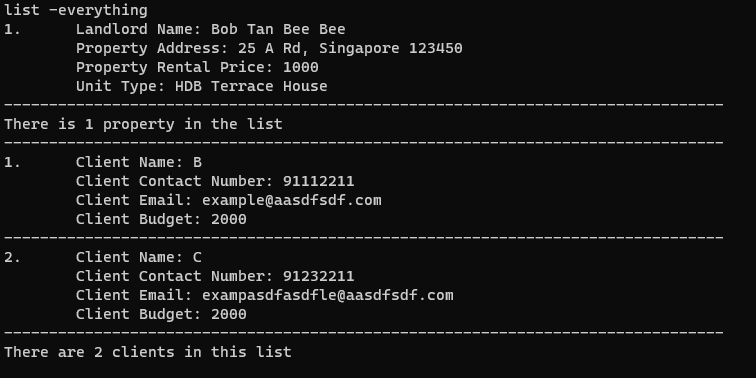 list -everything
1.      Landlord Name: Bob Tan Bee Bee
        Property Address: 25 A Rd, Singapore 123450
        Property Rental Price: 1000
        Unit Type: HDB Terrace House
--------------------------------------------------------------------------------
There is 1 property in the list
--------------------------------------------------------------------------------
1.      Client Name: B
        Client Contact Number: 91112211
        Client Email: example@aasdfsdf.com
        Client Budget: 2000
--------------------------------------------------------------------------------
2.      Client Name: C
        Client Contact Number: 91232211
        Client Email: exampasdfasdfle@aasdfsdf.com
        Client Budget: 2000
--------------------------------------------------------------------------------
There are 2 clients in this list